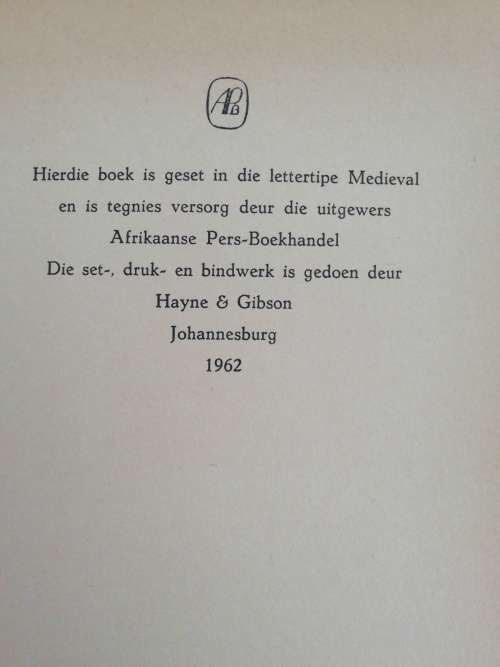 APB
Hierdie boek is geset in die lettertipe Medieval
en is tegnies versorg deur die uitgewers
Afrikaanse Pers-Boekhandel
Die set-, druk- en bindwerk is gedoen deur
Hayne & Gibson
Johannesburg
1962